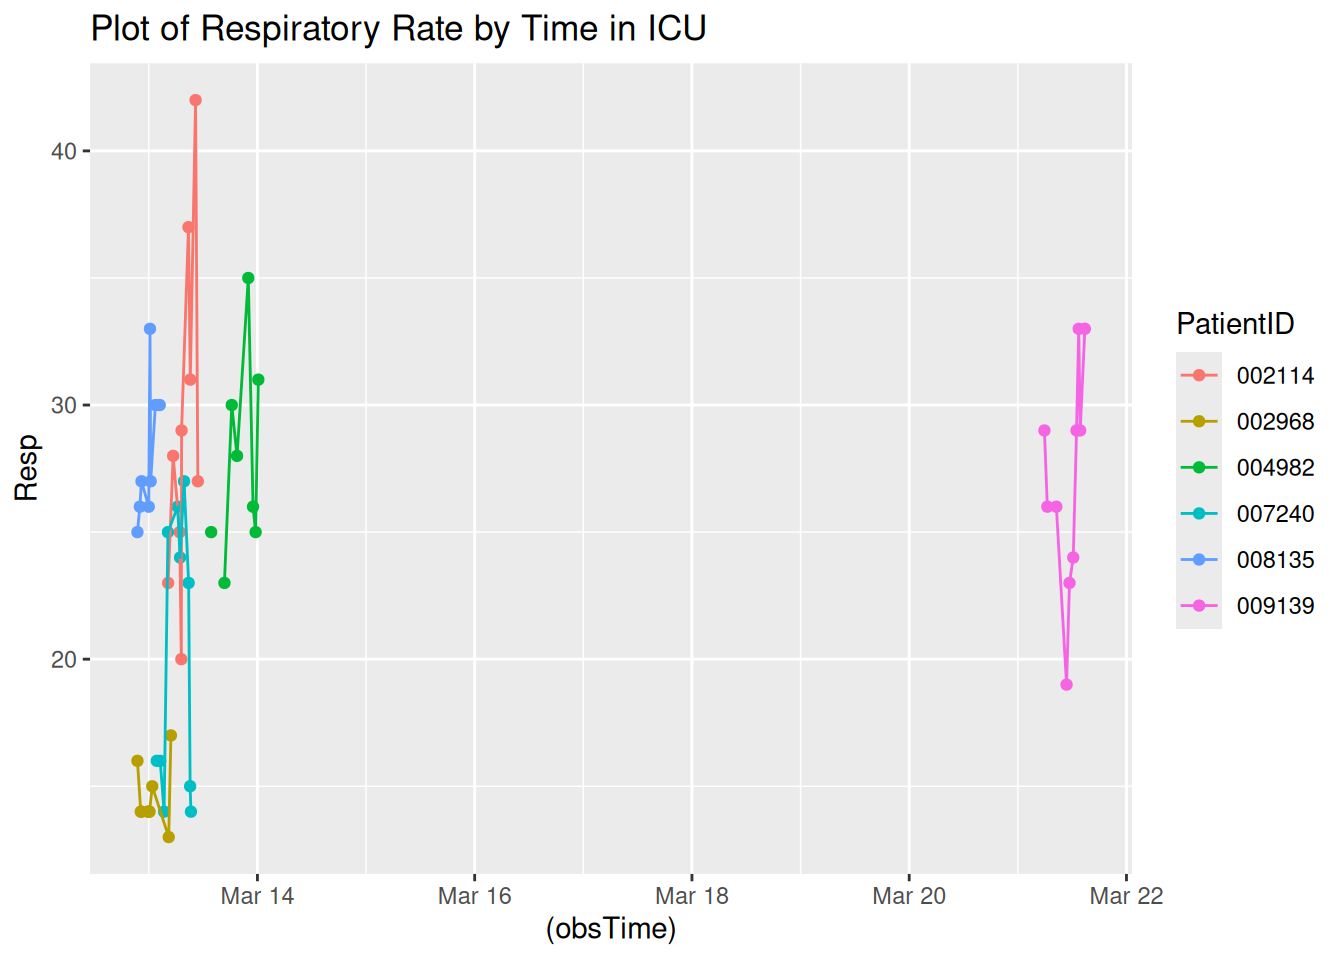 Plot of Respiratory Rate by Time in ICU
40
30
20
Resp
Mar 14
Mar 16
Mar 18
Mar 20
Mar 22
(obsTime)
PatientID
002114
002968
004982
007240
008135
009139